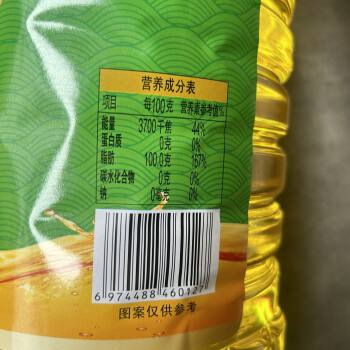 营养成分表
项目 每100克 营养素参考值%
能量 3700千焦 44%
蛋白质 0克 0%
脂肪 100.0克 167%
碳水化合物 0克 0%
钠 0毫克 0%
6 974488 460127
图案仅供参考